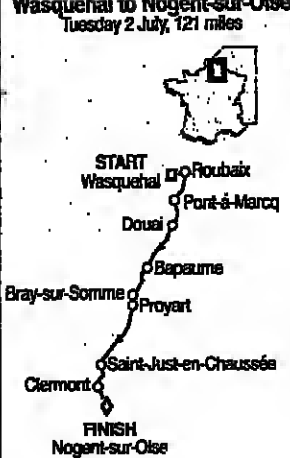 Wasquehal to Nogent-sur-Oise
Tuesday 2 July, 121 miles
START
Wasquehal
Roubaix
Pont-à-Marcq
Douai
Bapaume
Bray-sur-Somme
Proyart
Saint-Just-en-Chaussée
Clermont
FINISH
Nogent-sur-Oise